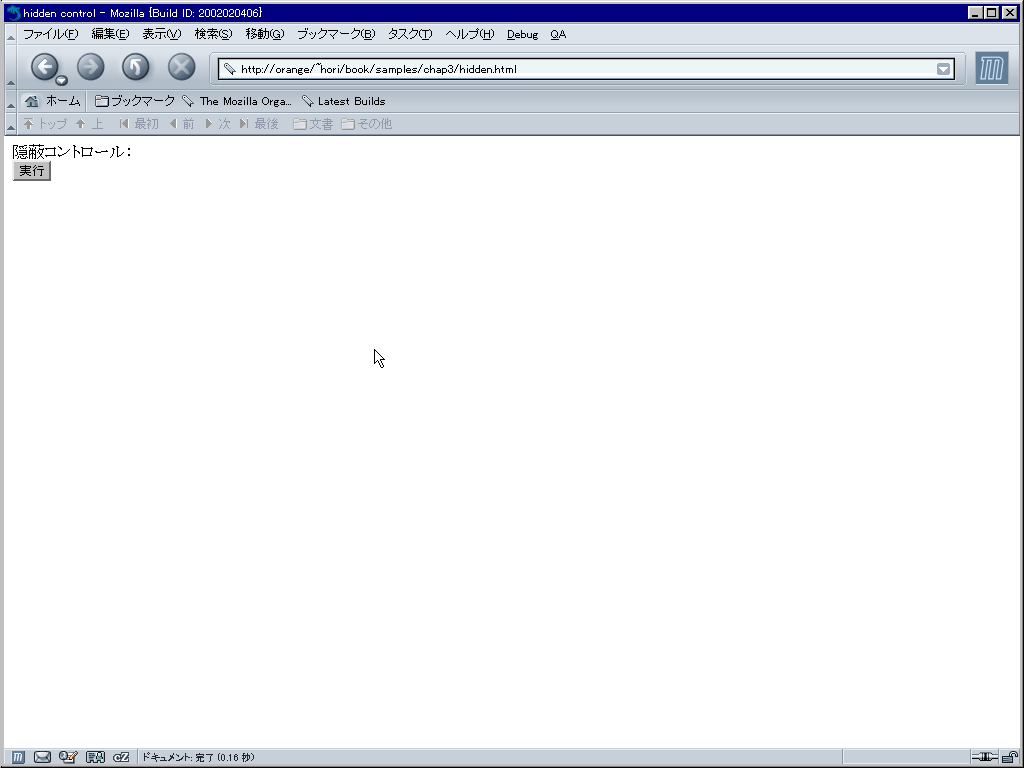 hidden control - Mozilla {Build ID: 2002020406}
ファイル(F) 編集(E) 表示(V) 検索(S) 移動(G) ブックマーク(B) タスク(T) ヘルプ(H) Debug QA
http://orange/~hori/book/samples/chap3/hidden.html
ホーム ブックマーク The Mozilla Orga... Latest Builds
トップ 上 最初 前 次 最後 文書 その他
隠蔽コントロール：
実行
ドキュメント: 完了 (0.16 秒)